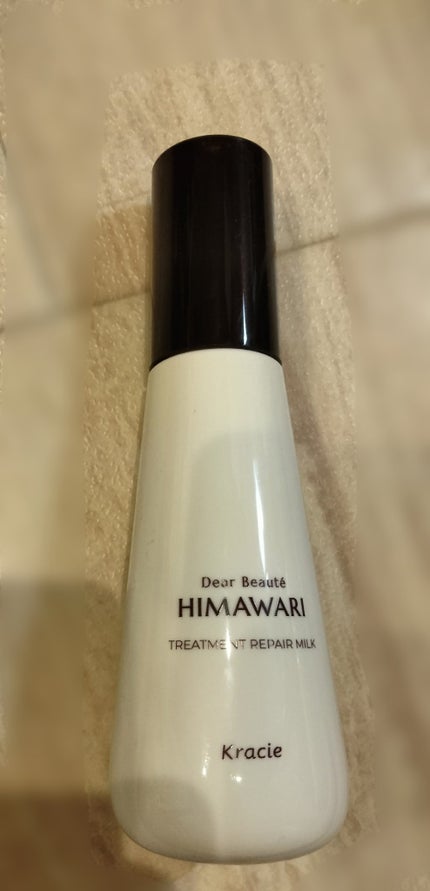 Dear Beauté
HIMAWARI
TREATMENT REPAIR MILK
Kracie